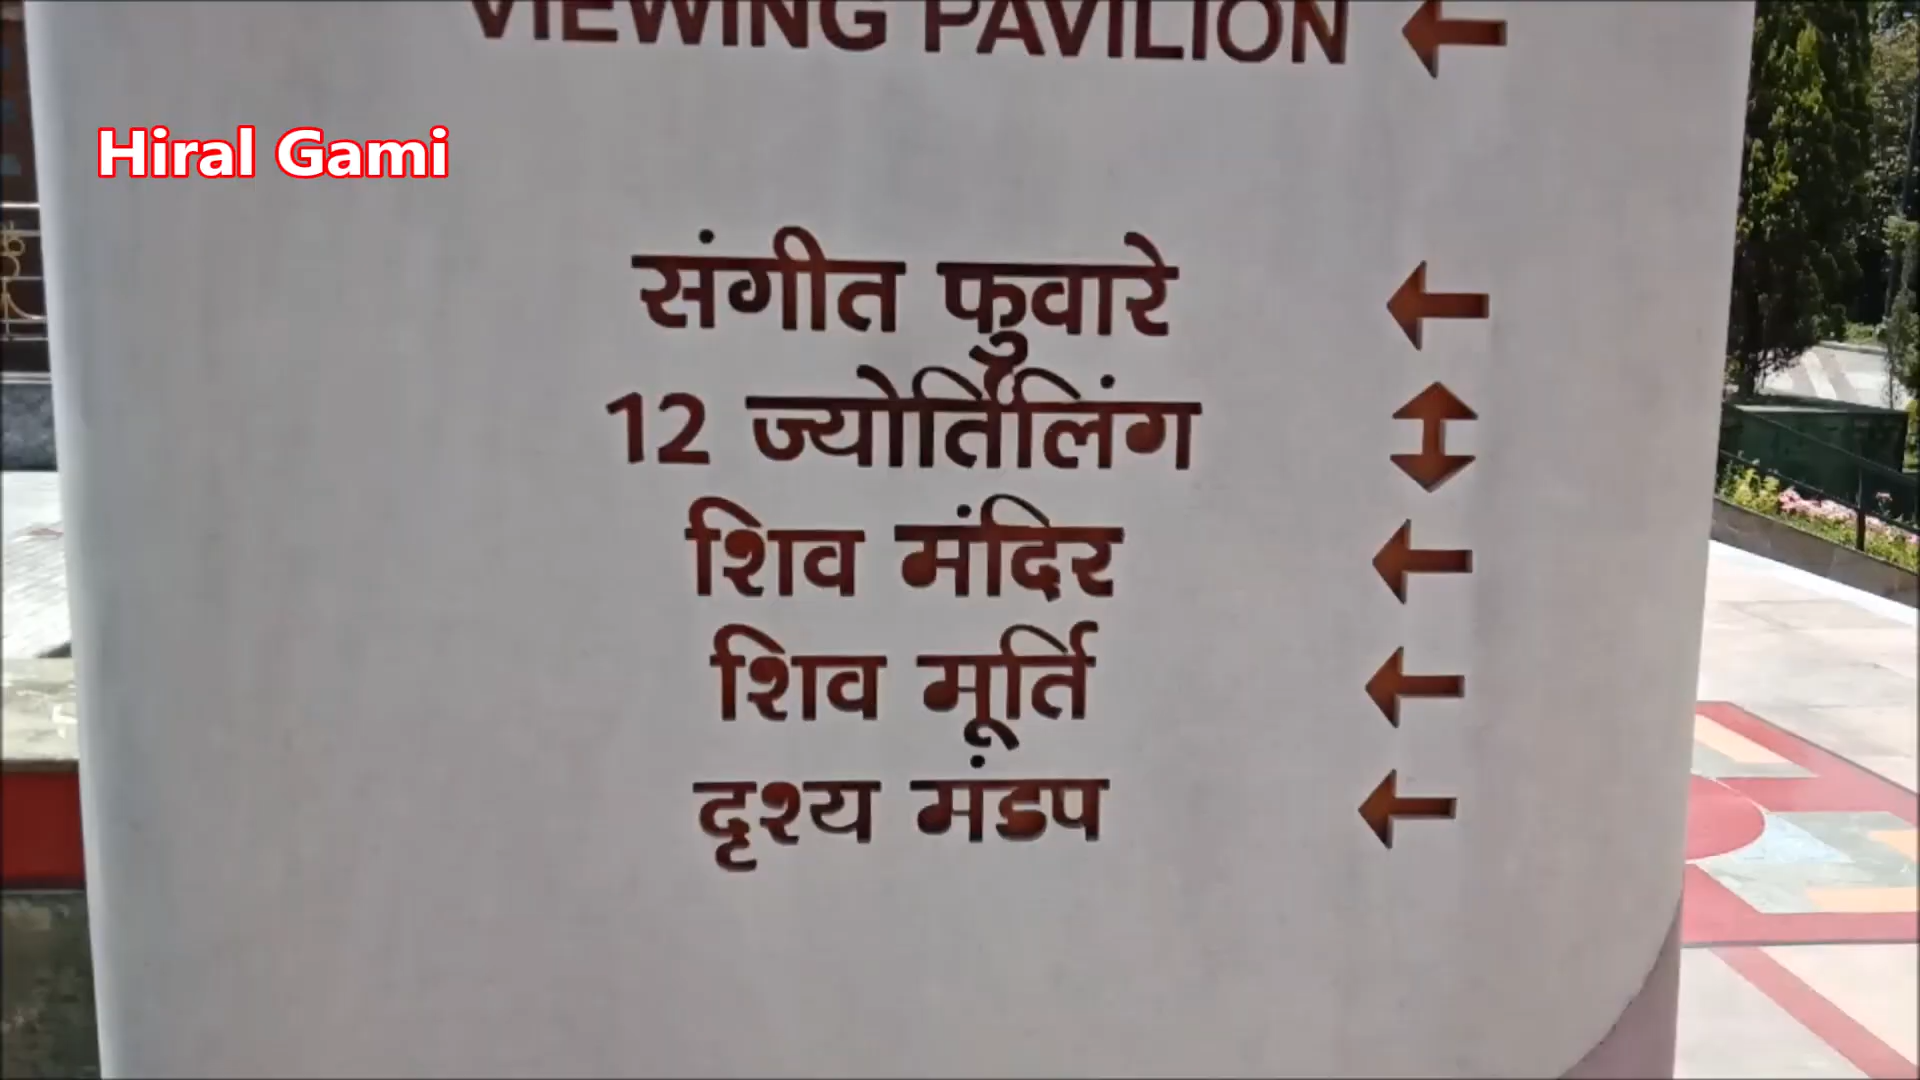 VIEWING PAVILION ←
Hiral Gami
संगीत फुवारे ←
12 ज्योर्तिलिंग ↕
शिव मंदिर ←
शिव मूर्ति ←
दृश्य मंडप ←